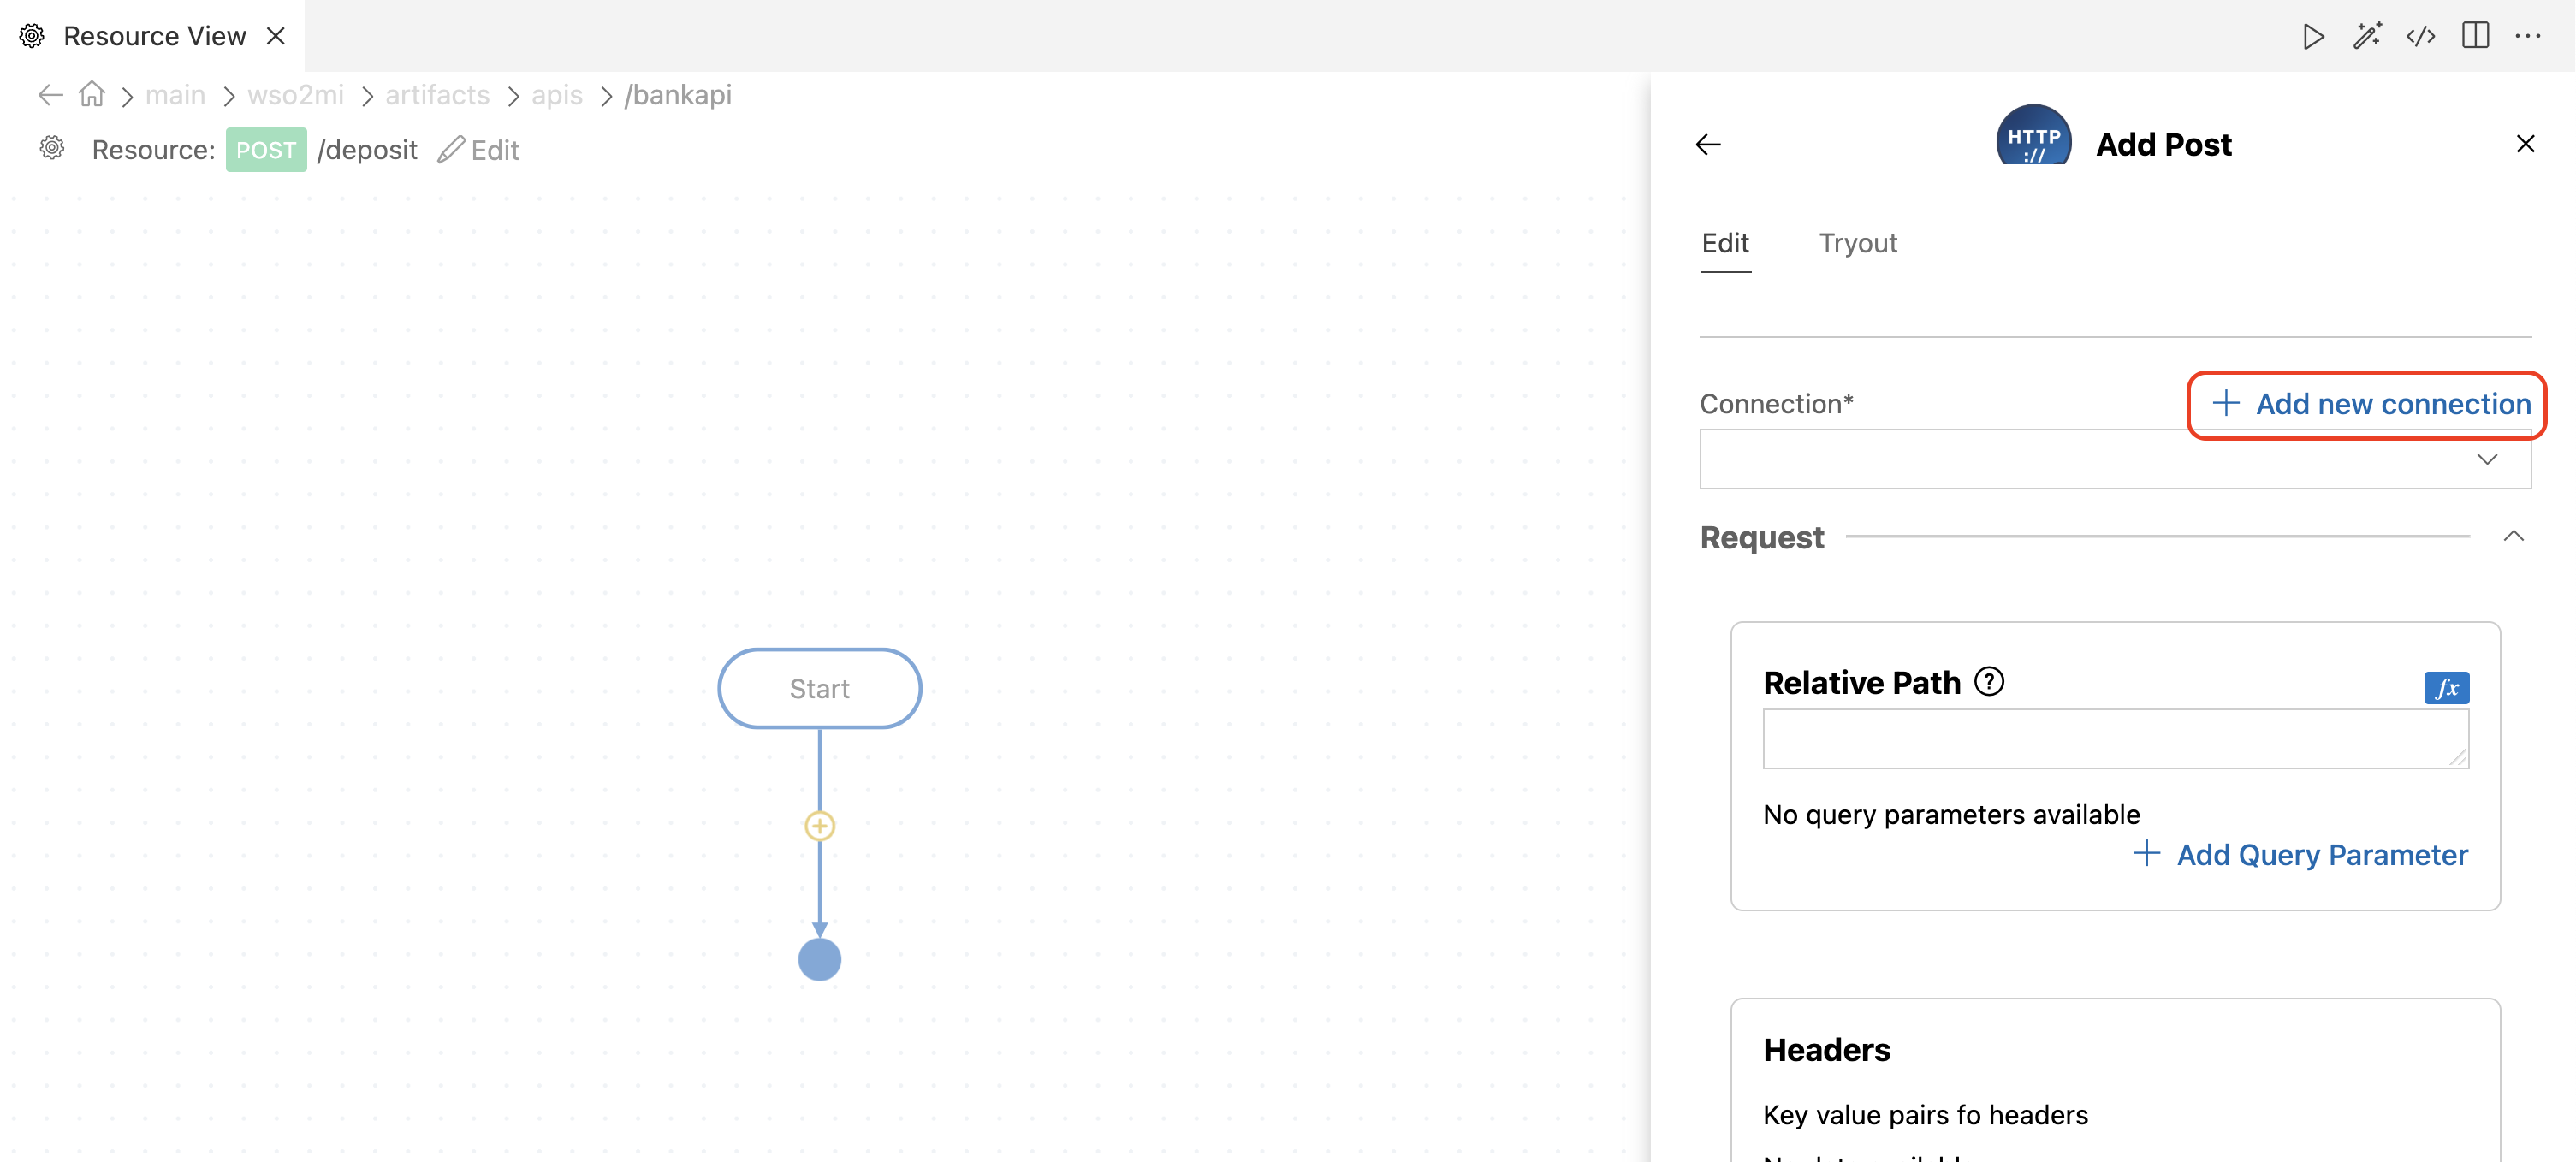 Resource View
main wso2mi artifacts apis /bankapi
Resource: POST /deposit Edit
Start
HTTP
://
Add Post
Edit Tryout
Connection* Add new connection
Request
Relative Path
fx
No query parameters available
Add Query Parameter
Headers
Key value pairs fo headers